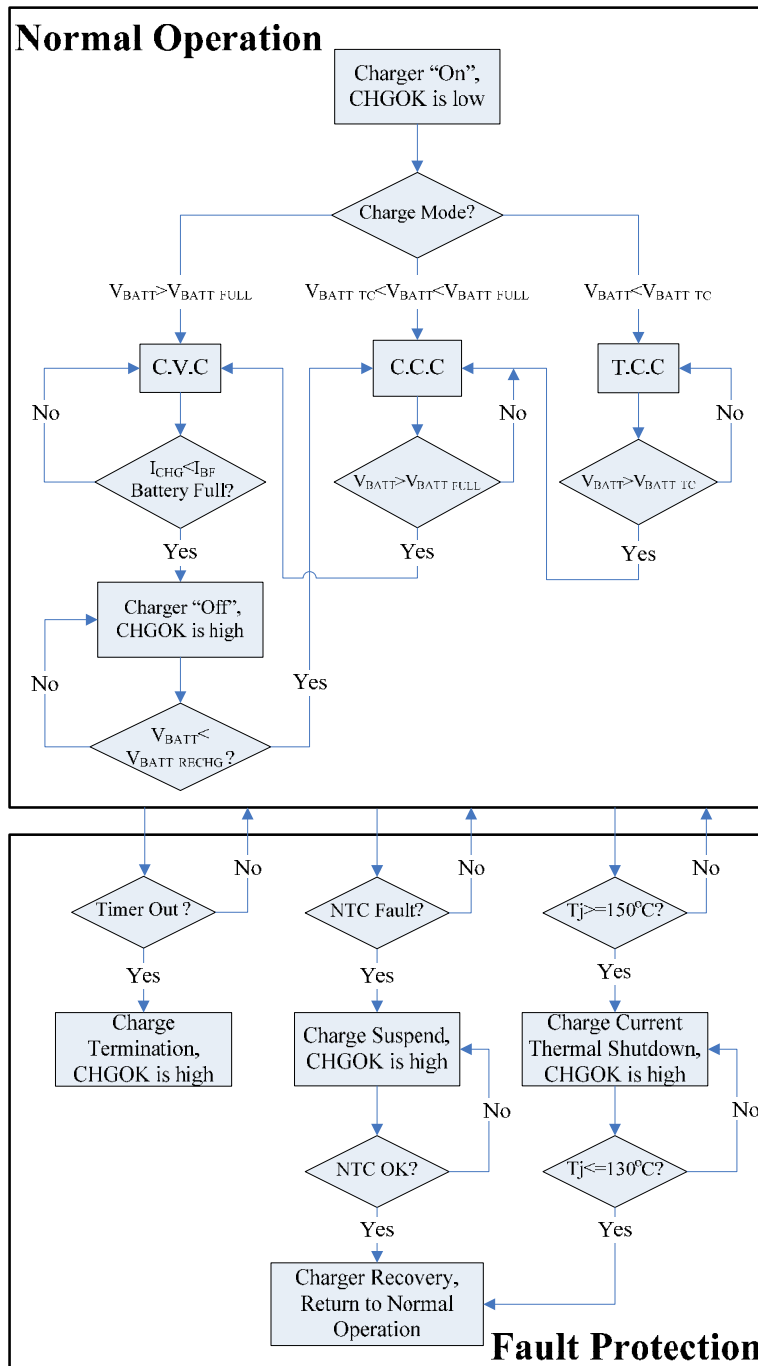 Normal Operation
Charger “On”,
CHGOK is low
Charge Mode?
VBATT>VBATT FULL
VBATT TC<VBATT<VBATT FULL
VBATT<VBATT TC
C.V.C
C.C.C
T.C.C
No
No
No
ICHG<IBF
Battery Full?
VBATT>VBATT FULL
VBATT>VBATT TC
Yes
Yes
Yes
Charger “Off”,
CHGOK is high
No
Yes
VBATT<
VBATT RECHG?
No
No
No
Timer Out ?
NTC Fault?
Tj>=150°C?
Yes
Yes
Yes
Charge
Termination,
CHGOK is high
Charge Suspend,
CHGOK is high
Charge Current
Thermal Shutdown,
CHGOK is high
No
No
NTC OK?
Tj<=130°C?
Yes
Yes
Charger Recovery,
Return to Normal
Operation
Fault Protection